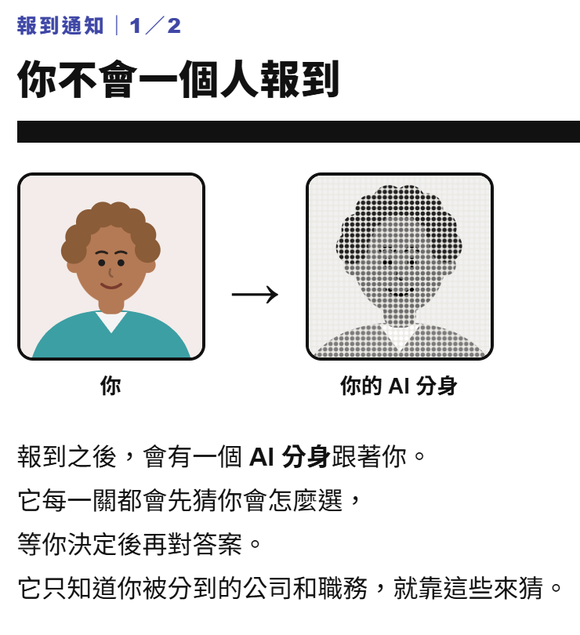 報到通知｜1／2
你不會一個人報到
→
你
你的 AI 分身
報到之後，會有一個 AI 分身跟著你。
它每一關都會先猜你會怎麼選，
等你決定後再對答案。
它只知道你被分到的公司和職務，就靠這些來猜。